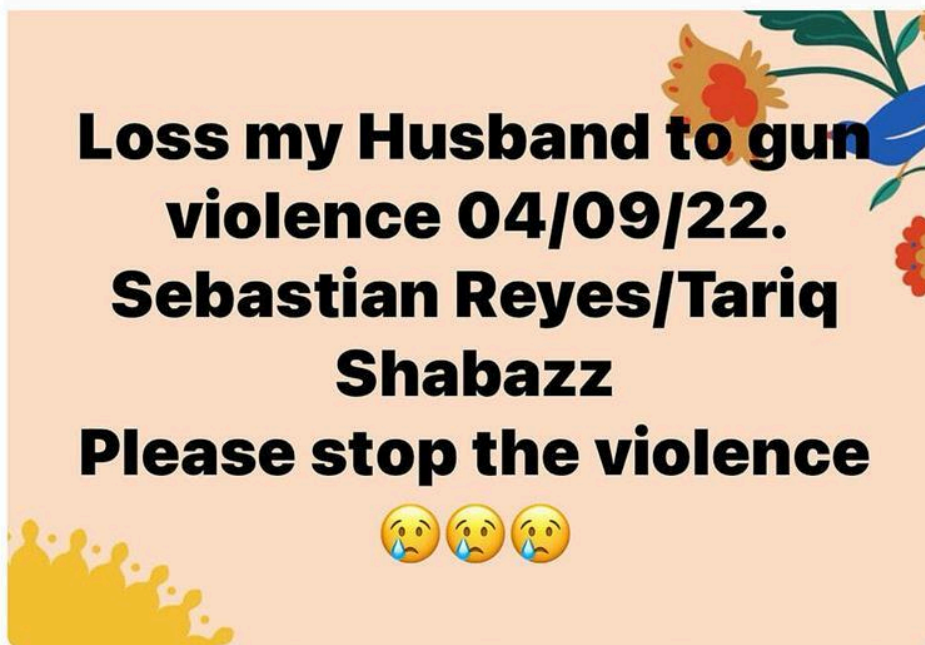 Loss my Husband to gun
violence 04/09/22.
Sebastian Reyes/Tariq
Shabazz
Please stop the violence
😢😢😢